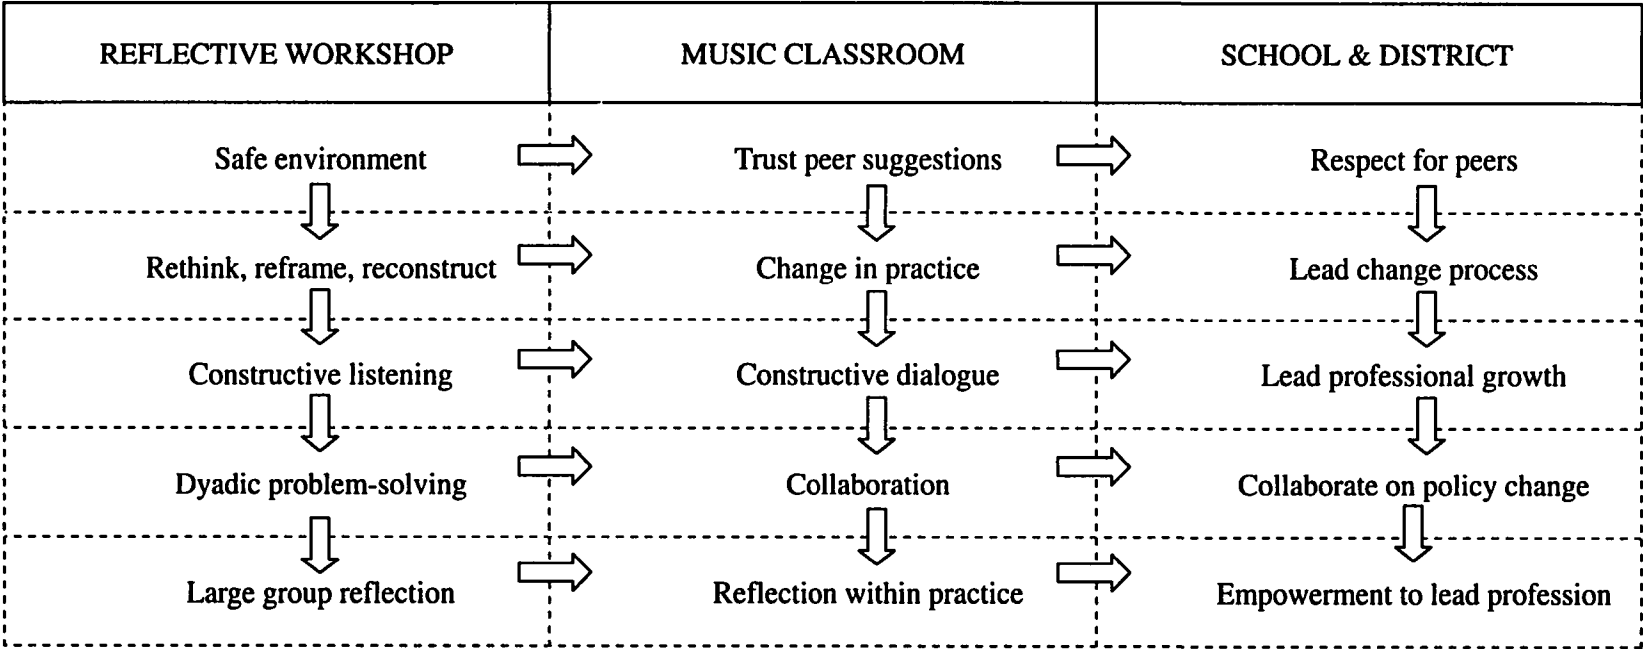 REFLECTIVE WORKSHOP
MUSIC CLASSROOM
SCHOOL & DISTRICT
Safe environment
Trust peer suggestions
Respect for peers
Rethink, reframe, reconstruct
Change in practice
Lead change process
Constructive listening
Constructive dialogue
Lead professional growth
Dyadic problem-solving
Collaboration
Collaborate on policy change
Large group reflection
Reflection within practice
Empowerment to lead profession